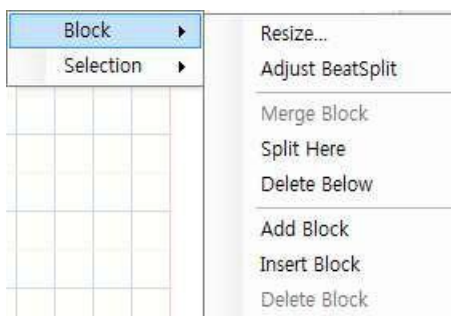 Block
Selection
Resize...
Adjust BeatSplit
Merge Block
Split Here
Delete Below
Add Block
Insert Block
Delete Block